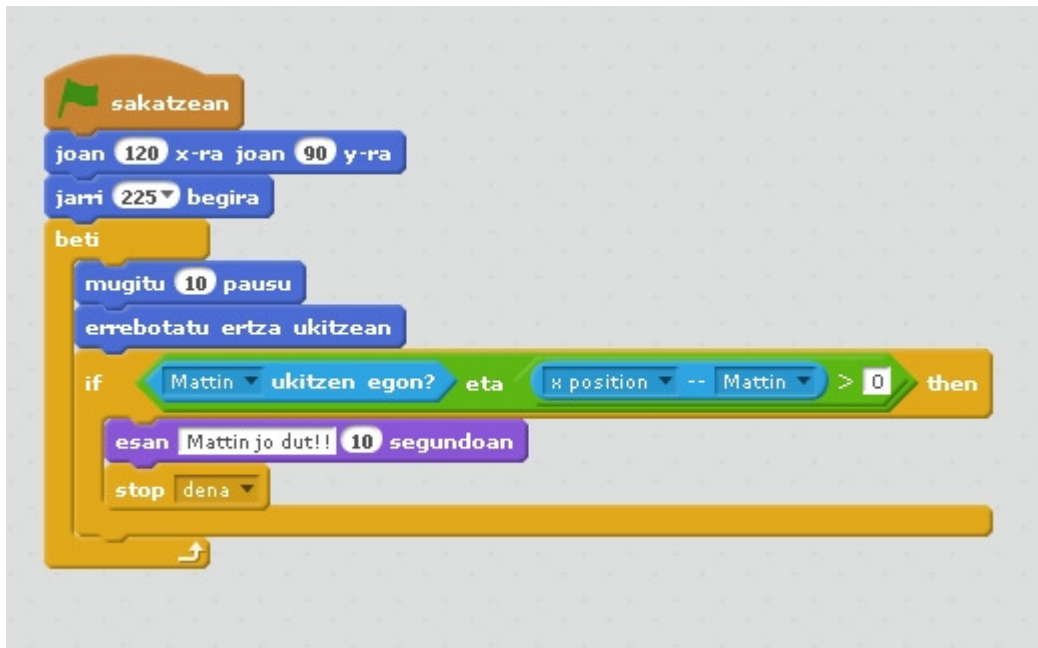 sakatzean
joan 120 x-ra joan 90 y-ra
jarri 225 begira
beti
mugitu 10 pausu
errebotatu ertza ukitzean
if Mattin ukitzen egon? eta x position -- Mattin > 0 then
esan Mattin jo dut!! 10 segundoan
stop dena